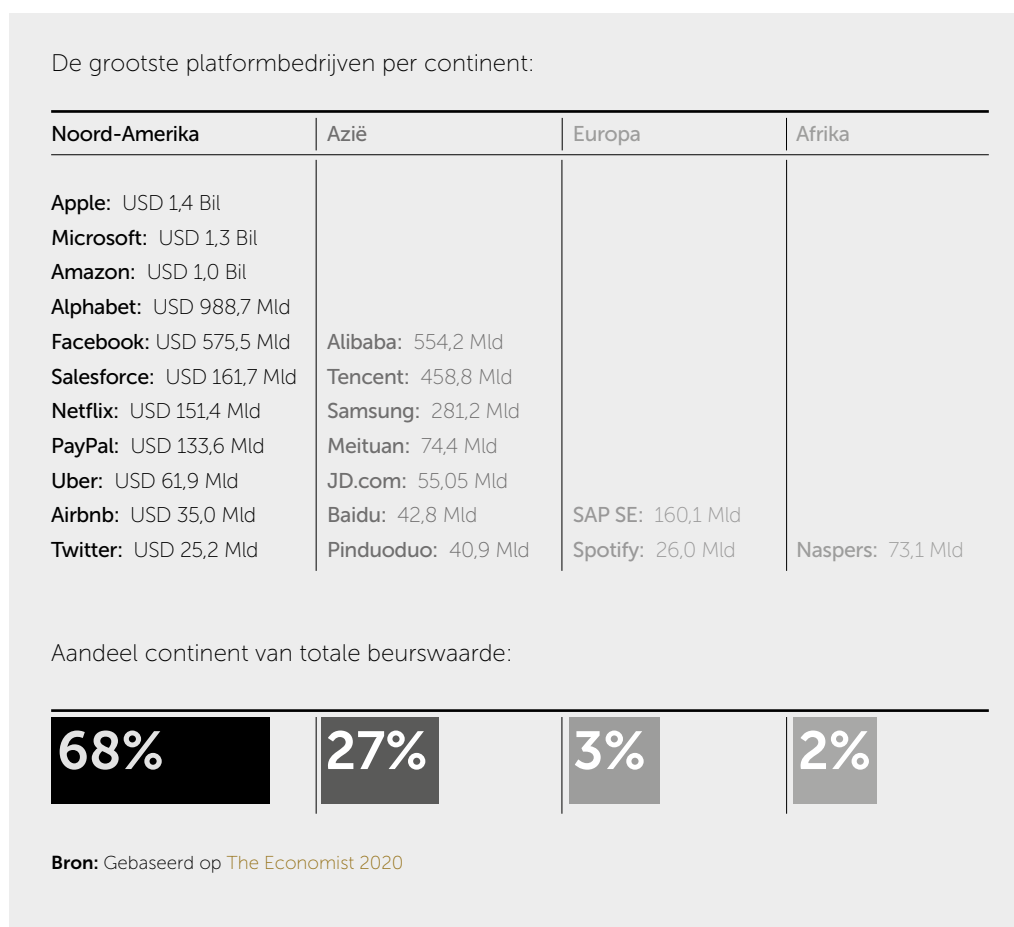 De grootste platformbedrijven per continent:
Noord-Amerika Azië Europa Afrika
Apple: USD 1,4 Bil
Microsoft: USD 1,3 Bil
Amazon: USD 1,0 Bil
Alphabet: USD 988,7 Mld
Facebook: USD 575,5 Mld Alibaba: 554,2 Mld
Salesforce: USD 161,7 Mld Tencent: 458,8 Mld
Netflix: USD 151,4 Mld Samsung: 281,2 Mld
PayPal: USD 133,6 Mld Meituan: 74,4 Mld
Uber: USD 61,9 Mld JD.com: 55,05 Mld
Airbnb: USD 35,0 Mld Baidu: 42,8 Mld SAP SE: 160,1 Mld
Twitter: USD 25,2 Mld Pinduoduo: 40,9 Mld Spotify: 26,0 Mld Naspers: 73,1 Mld
Aandeel continent van totale beurswaarde:
68% 27% 3% 2%
Bron: Gebaseerd op The Economist 2020